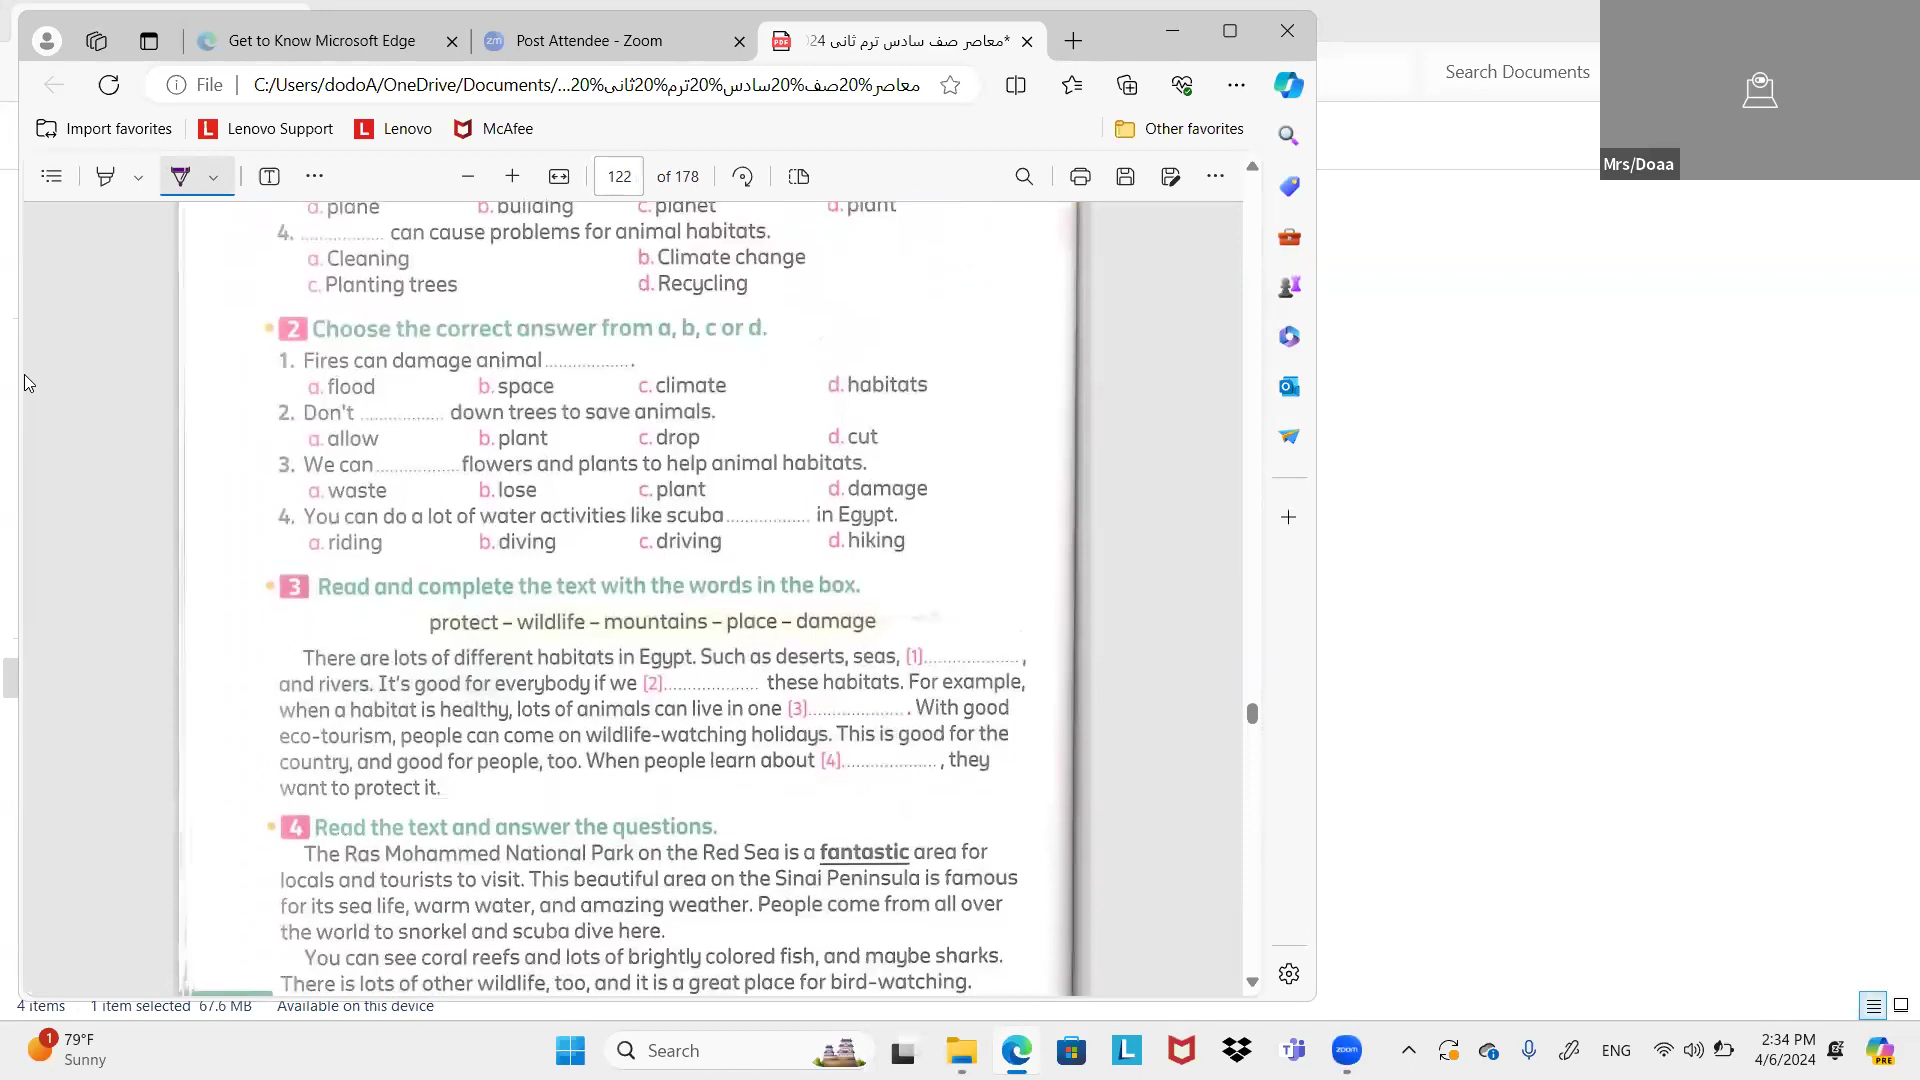 Get to Know Microsoft Edge
Post Attendee - Zoom
*معاصر صف سادس ترم ثانى 24
File
C:/Users/dodoA/OneDrive/Documents/...معاصر%20صف%20سادس%20ترم%20ثانى%20
Search Documents
Mrs/Doaa
Import favorites
Lenovo Support
Lenovo
McAfee
Other favorites
122 of 178
a. plane b. building c. planet d. plant
4. ............... can cause problems for animal habitats.
a. Cleaning b. Climate change
c. Planting trees d. Recycling
2 Choose the correct answer from a, b, c or d.
1. Fires can damage animal ............... .
a. flood b. space c. climate d. habitats
2. Don't ............... down trees to save animals.
a. allow b. plant c. drop d. cut
3. We can ............... flowers and plants to help animal habitats.
a. waste b. lose c. plant d. damage
4. You can do a lot of water activities like scuba ............... in Egypt.
a. riding b. diving c. driving d. hiking
3 Read and complete the text with the words in the box.
protect – wildlife – mountains – place – damage
There are lots of different habitats in Egypt. Such as deserts, seas, (1)................. ,
and rivers. It's good for everybody if we (2)................. these habitats. For example,
when a habitat is healthy, lots of animals can live in one (3)................. . With good
eco-tourism, people can come on wildlife-watching holidays. This is good for the
country, and good for people, too. When people learn about (4)................. , they
want to protect it.
4 Read the text and answer the questions.
The Ras Mohammed National Park on the Red Sea is a fantastic area for
locals and tourists to visit. This beautiful area on the Sinai Peninsula is famous
for its sea life, warm water, and amazing weather. People come from all over
the world to snorkel and scuba dive here.
You can see coral reefs and lots of brightly colored fish, and maybe sharks.
There is lots of other wildlife, too, and it is a great place for bird-watching.
4 items 1 item selected 67.6 MB Available on this device
1
79°F
Sunny
Search
zoom
ENG
2:34 PM
4/6/2024
PRE